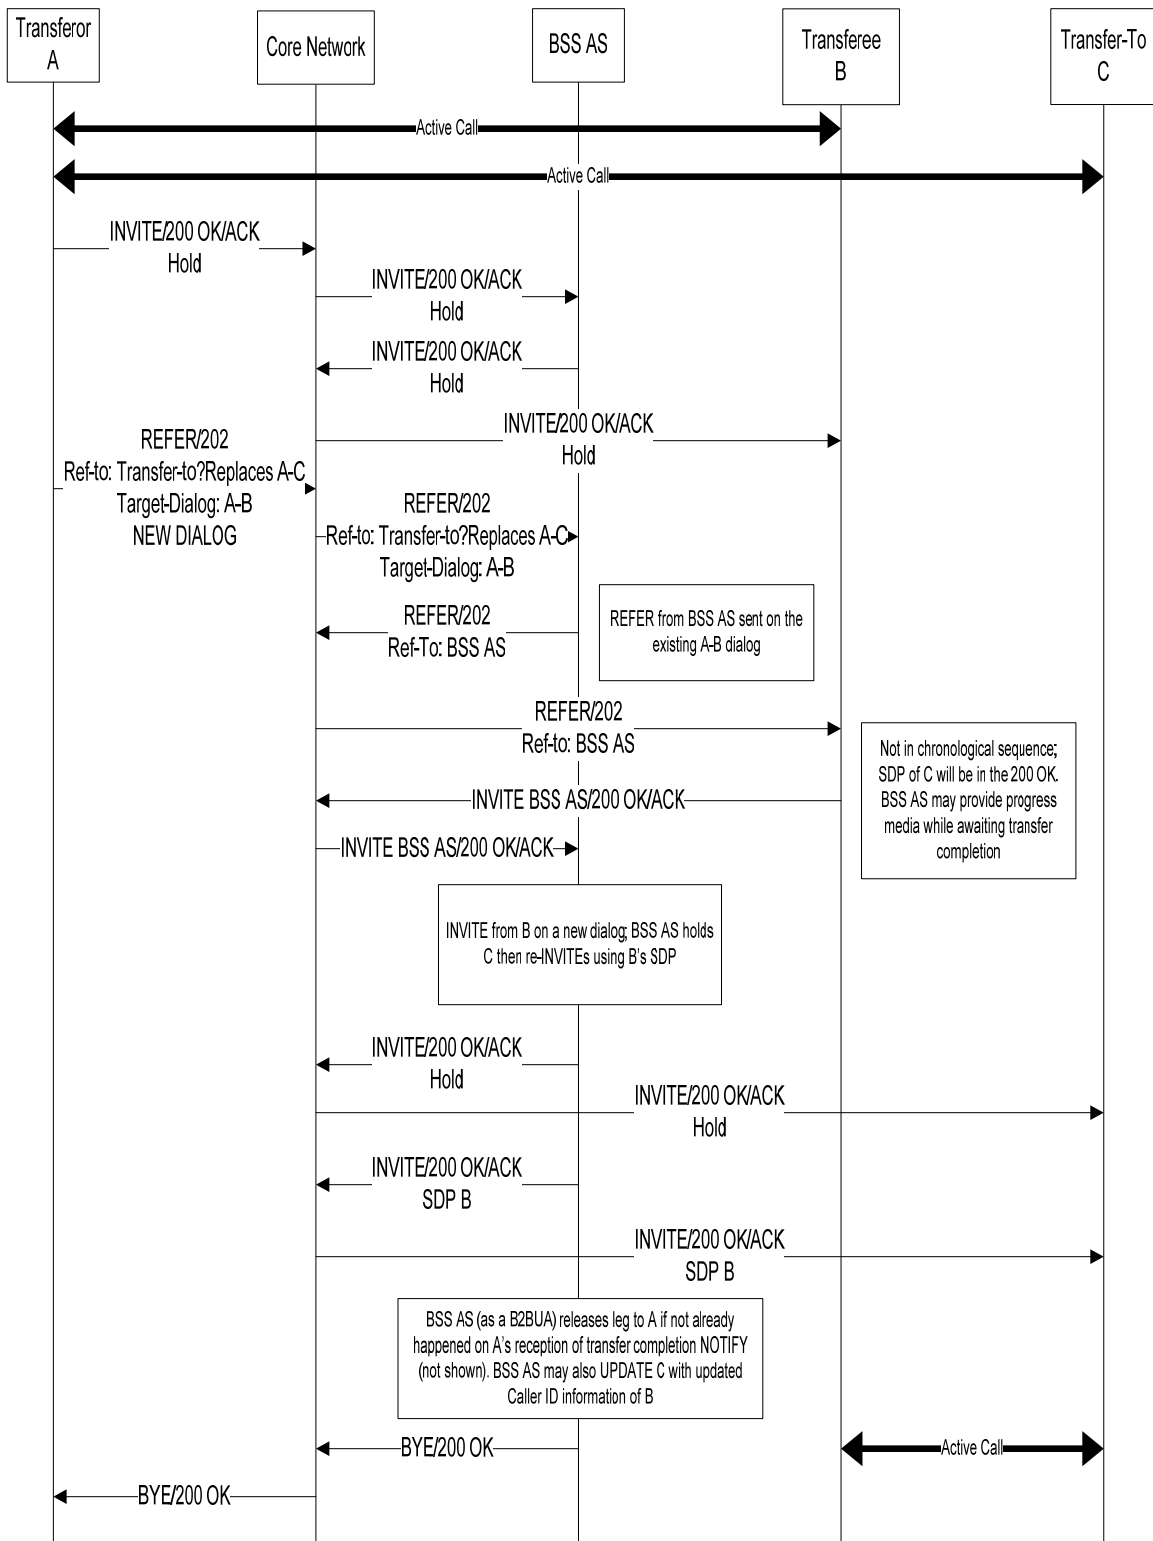 Transferor
A
Core Network
BSS AS
Transferee
B
Transfer-To
C
Active Call
Active Call
INVITE/200 OK/ACK
Hold
INVITE/200 OK/ACK
Hold
INVITE/200 OK/ACK
Hold
INVITE/200 OK/ACK
Hold
REFER/202
Ref-to: Transfer-to?Replaces A-C
Target-Dialog: A-B
NEW DIALOG
REFER/202
Ref-to: Transfer-to?Replaces A-C
Target-Dialog: A-B
REFER/202
Ref-To: BSS AS
REFER from BSS AS sent on the
existing A-B dialog
REFER/202
Ref-to: BSS AS
Not in chronological sequence;
SDP of C will be in the 200 OK.
BSS AS may provide progress
media while awaiting transfer
completion
INVITE BSS AS/200 OK/ACK
INVITE BSS AS/200 OK/ACK
INVITE from B on a new dialog; BSS AS holds
C then re-INVITEs using B's SDP
INVITE/200 OK/ACK
Hold
INVITE/200 OK/ACK
Hold
INVITE/200 OK/ACK
SDP B
INVITE/200 OK/ACK
SDP B
BSS AS (as a B2BUA) releases leg to A if not already
happened on A's reception of transfer completion NOTIFY
(not shown). BSS AS may also UPDATE C with updated
Caller ID information of B
BYE/200 OK
Active Call
BYE/200 OK